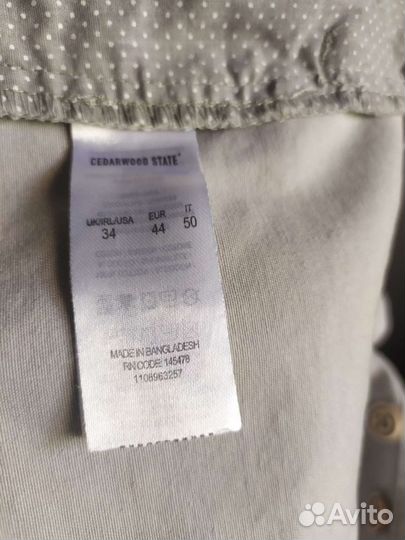 CEDARWOOD STATE
UK/IRL/USA EUR IT
34 44 50
MADE IN BANGLADESH
RN CODE: 145478
1108963257
Avito